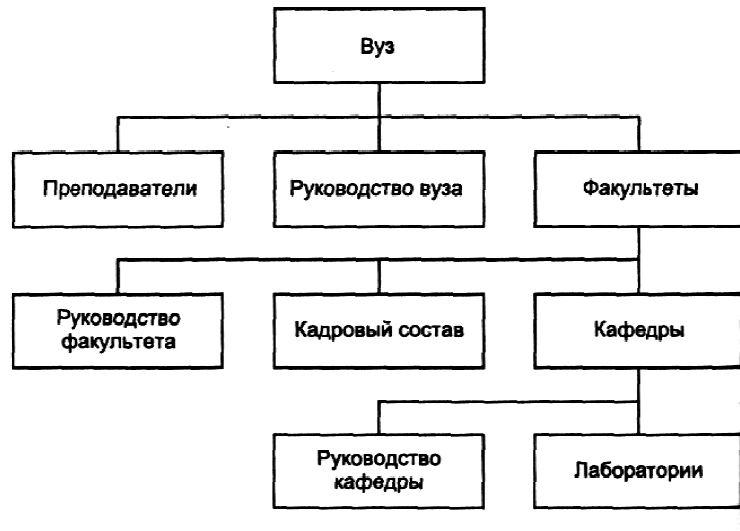 Вуз
Преподаватели
Руководство вуза
Факультеты
Руководство
факультета
Кадровый состав
Кафедры
Руководство
кафедры
Лаборатории